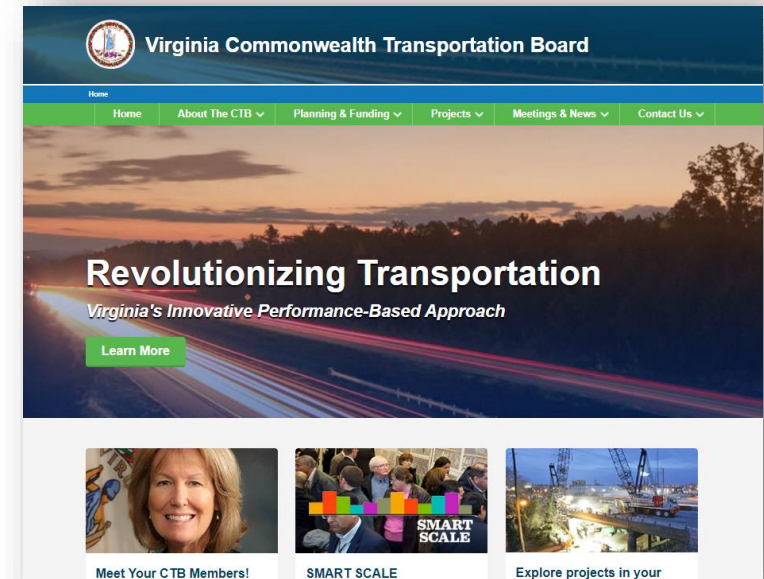 Virginia Commonwealth Transportation Board
Home
Home About The CTB Planning & Funding Projects Meetings & News Contact Us
Revolutionizing Transportation
Virginia's Innovative Performance-Based Approach
Learn More
SMART
SCALE
Meet Your CTB Members! SMART SCALE Explore projects in your